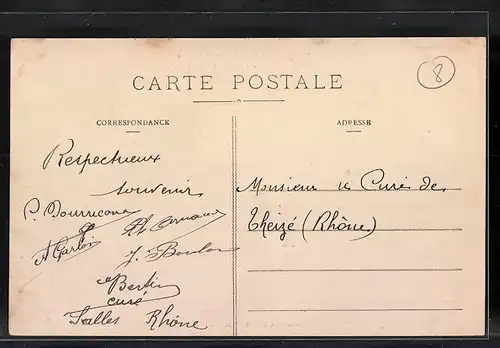 8
CARTE POSTALE
CORRESPONDANCE
ADRESSE
Respectueux
souvenir
Monsieur le Curé de
Theizé (Rhône)
Bertin
curé
Salles Rhône